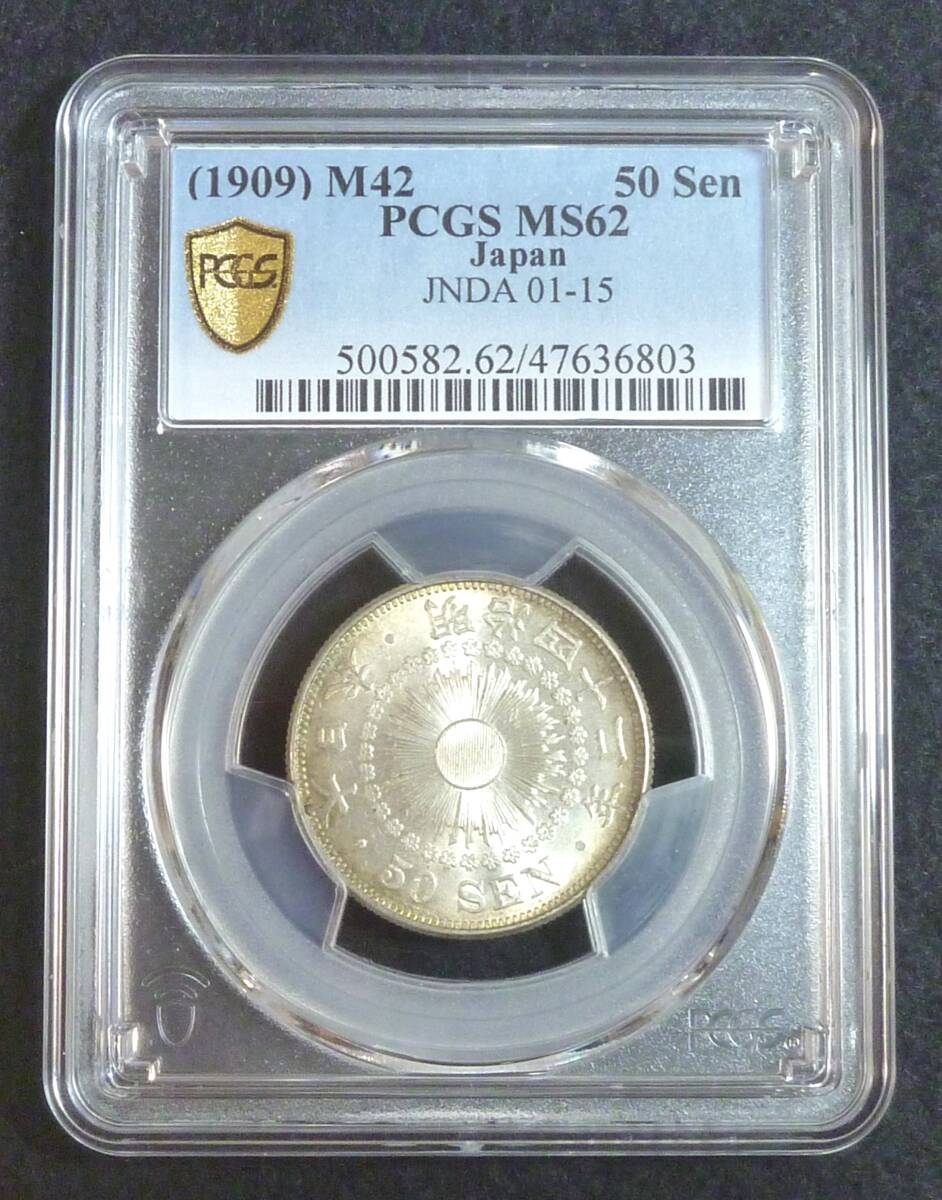 (1909) M42 50 Sen
PCGS MS62
Japan
PCGS
JNDA 01-15
500582.62/47636803
明治四十二年
大日本
50 SEN
PCGS